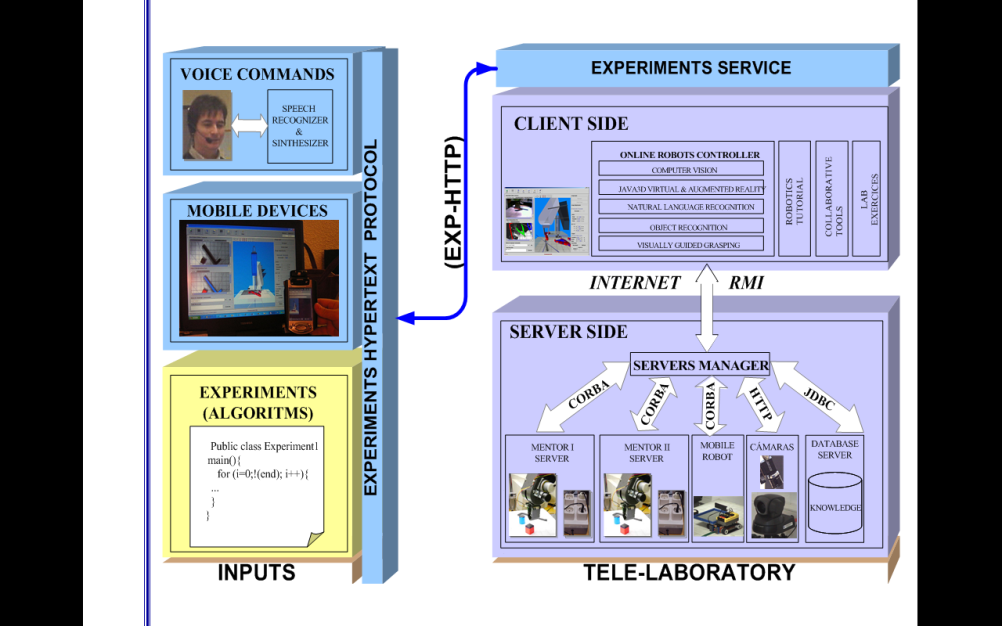 VOICE COMMANDS
SPEECH
RECOGNIZER
&
SINTHESIZER
MOBILE DEVICES
EXPERIMENTS
(ALGORITMS)
Public class Experiment1
main(){
for (i=0;!(end); i++){
...
}
}
INPUTS
EXPERIMENTS HYPERTEXT PROTOCOL
(EXP-HTTP)
EXPERIMENTS SERVICE
CLIENT SIDE
ONLINE ROBOTS CONTROLLER
COMPUTER VISION
JAVA3D VIRTUAL & AUGMENTED REALITY
NATURAL LANGUAGE RECOGNITION
OBJECT RECOGNITION
VISUALLY GUIDED GRASPING
ROBOTICS
TUTORIAL
COLLABORATIVE
TOOLS
LAB
EXERCICES
INTERNET RMI
SERVER SIDE
SERVERS MANAGER
CORBA
CORBA
CORBA
HTTP
JDBC
MENTOR I
SERVER
MENTOR II
SERVER
MOBILE
ROBOT
CÁMARAS
DATABASE
SERVER
KNOWLEDGE
TELE-LABORATORY